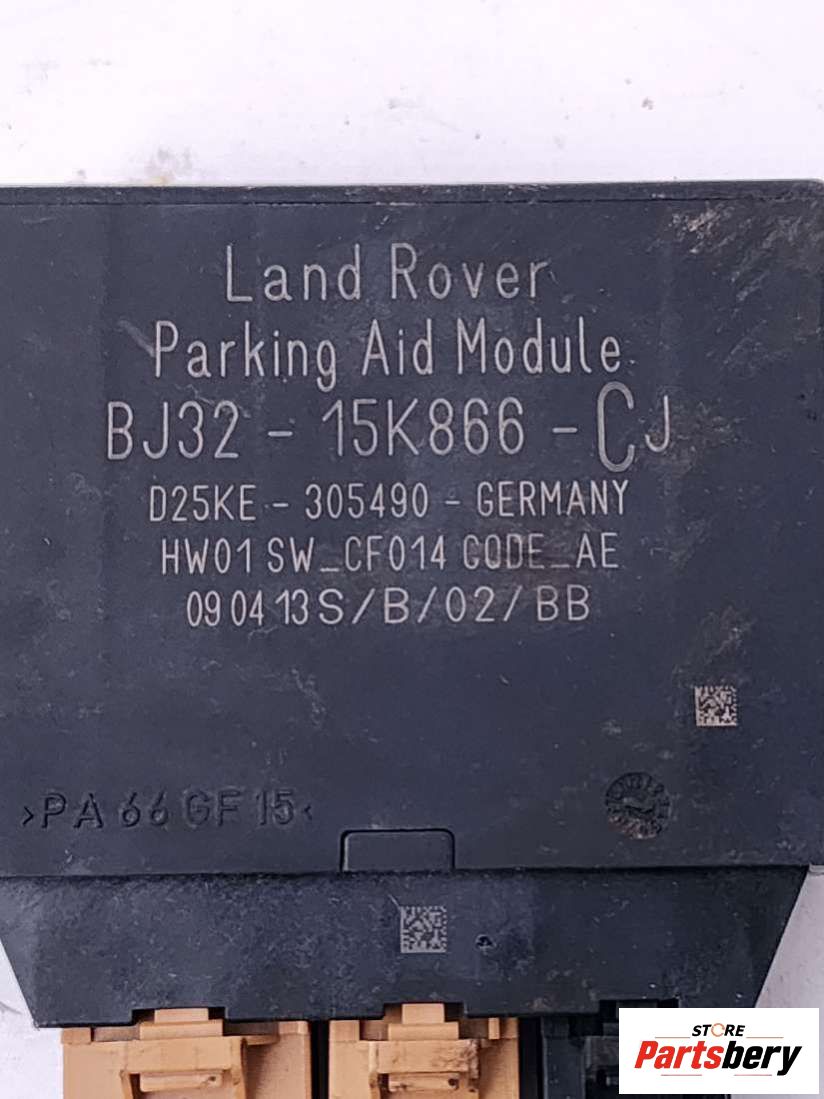 Land Rover
Parking Aid Module
BJ32 - 15K866 - CJ
D25KE - 305490 - GERMANY
HW01 SW_CF014 CODE_AE
09 04 13 S/B/02/BB
>PA 66 GF 15<
STORE
Partsbery